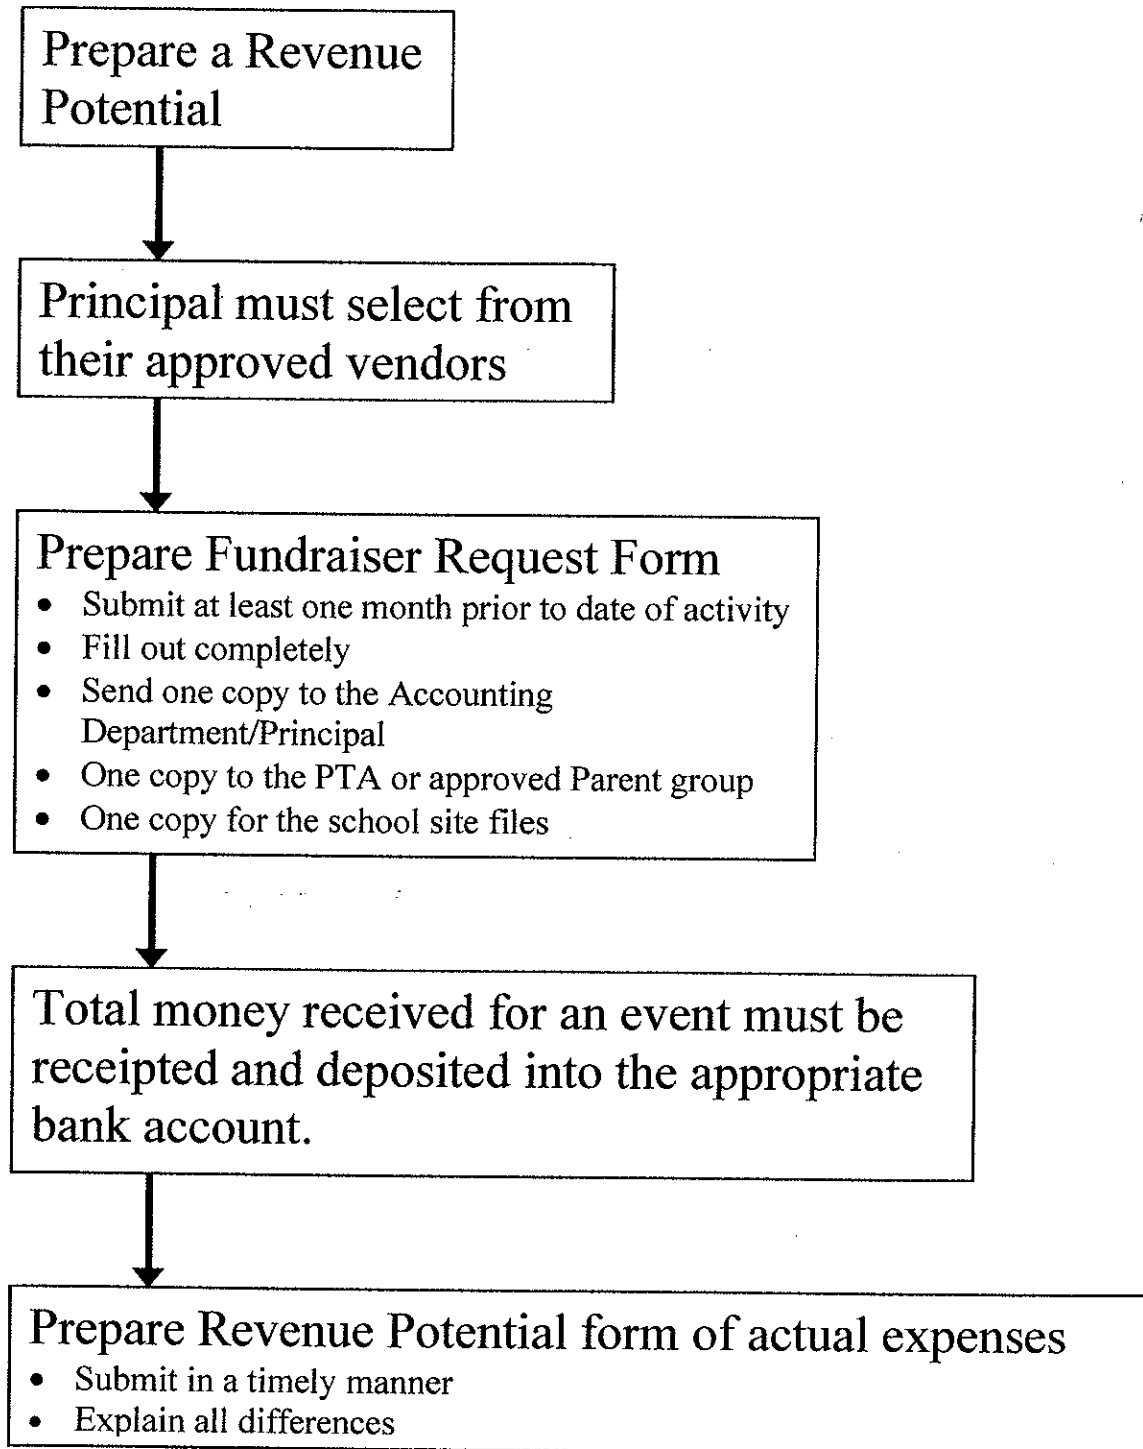 Prepare a Revenue
Potential
Principal must select from
their approved vendors
Prepare Fundraiser Request Form
• Submit at least one month prior to date of activity
• Fill out completely
• Send one copy to the Accounting
Department/Principal
• One copy to the PTA or approved Parent group
• One copy for the school site files
Total money received for an event must be
receipted and deposited into the appropriate
bank account.
Prepare Revenue Potential form of actual expenses
• Submit in a timely manner
• Explain all differences